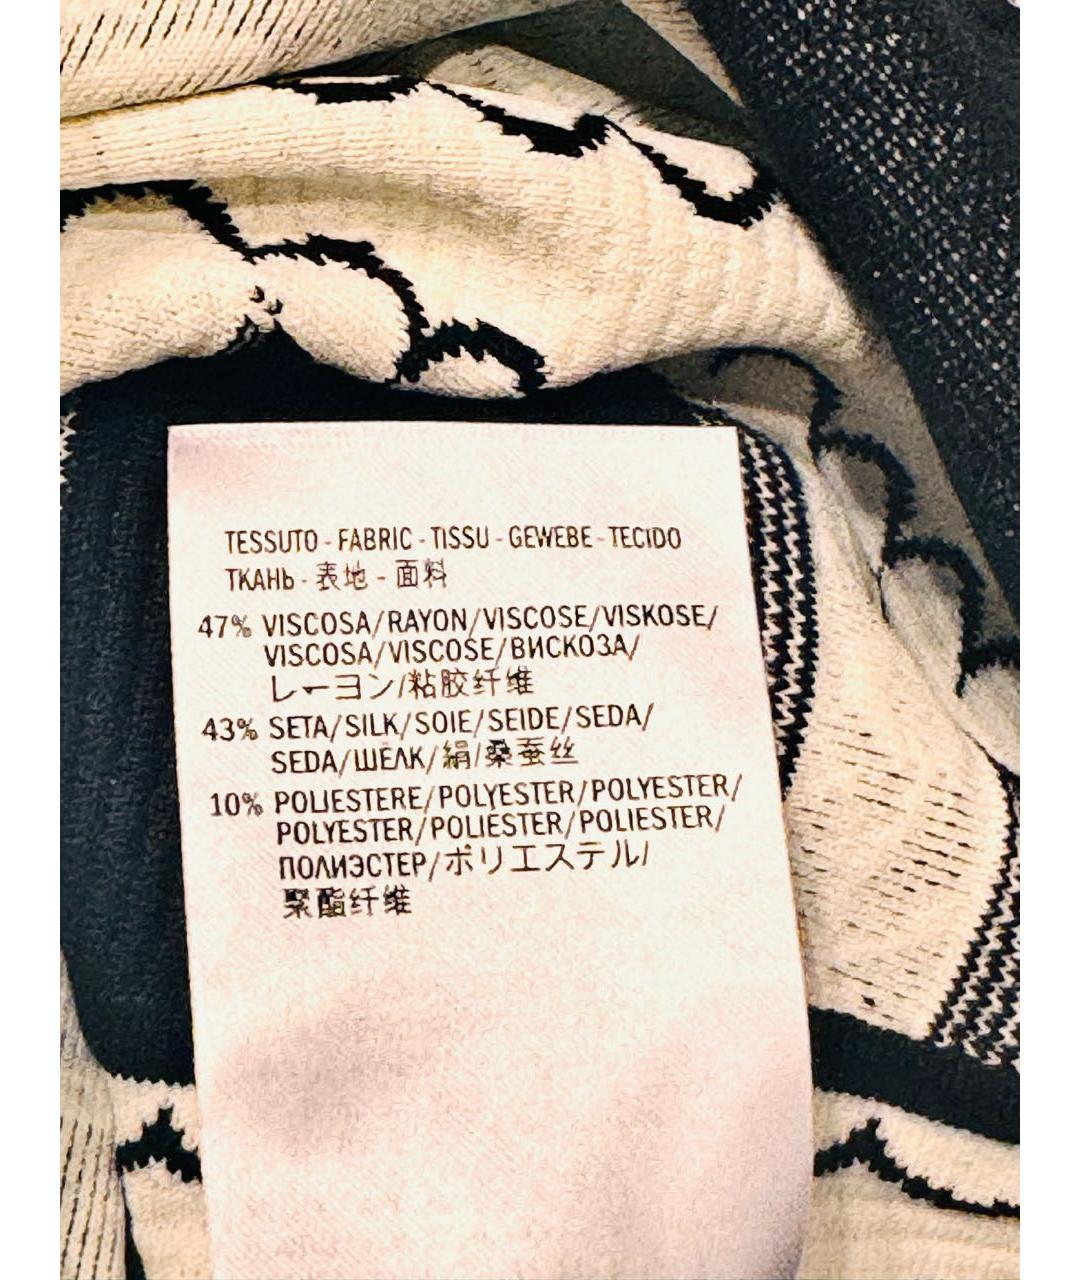 TESSUTO - FABRIC - TISSU - GEWEBE - TECIDO
ТКАНЬ - 表地 - 面料
47% VISCOSA/RAYON/VISCOSE/VISKOSE/
VISCOSA/VISCOSE/ВИСКОЗА/
レーヨン/粘胶纤维
43% SETA/SILK/SOIE/SEIDE/SEDA/
SEDA/ШЕЛК/絹/桑蚕丝
10% POLIESTERE/POLYESTER/POLYESTER/
POLYESTER/POLIESTER/POLIESTER/
ПОЛИЭСТЕР/ポリエステル/
聚酯纤维